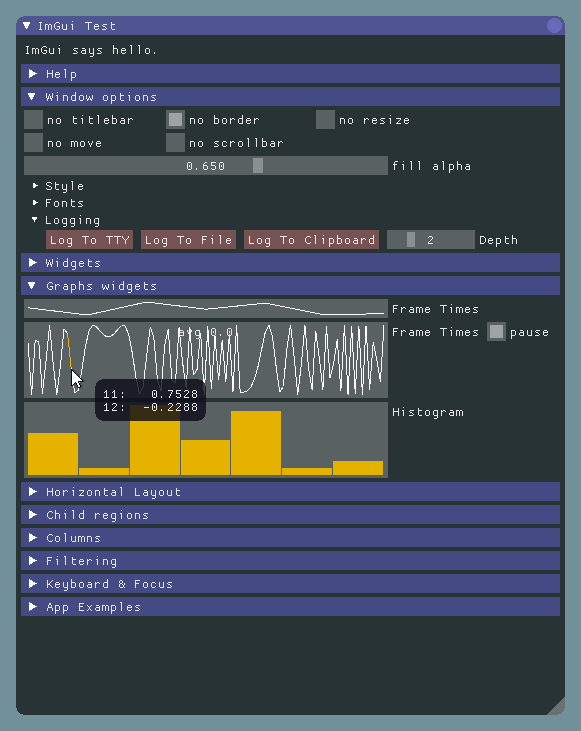 ImGui Test
ImGui says hello.
Help
Window options
no titlebar no border no resize
no move no scrollbar
0.650 fill alpha
Style
Fonts
Logging
Log To TTY Log To File Log To Clipboard 2 Depth
Widgets
Graphs widgets
Frame Times
avg 0.0 Frame Times pause
11: 0.7528
12: -0.2288
Histogram
Horizontal Layout
Child regions
Columns
Filtering
Keyboard & Focus
App Examples